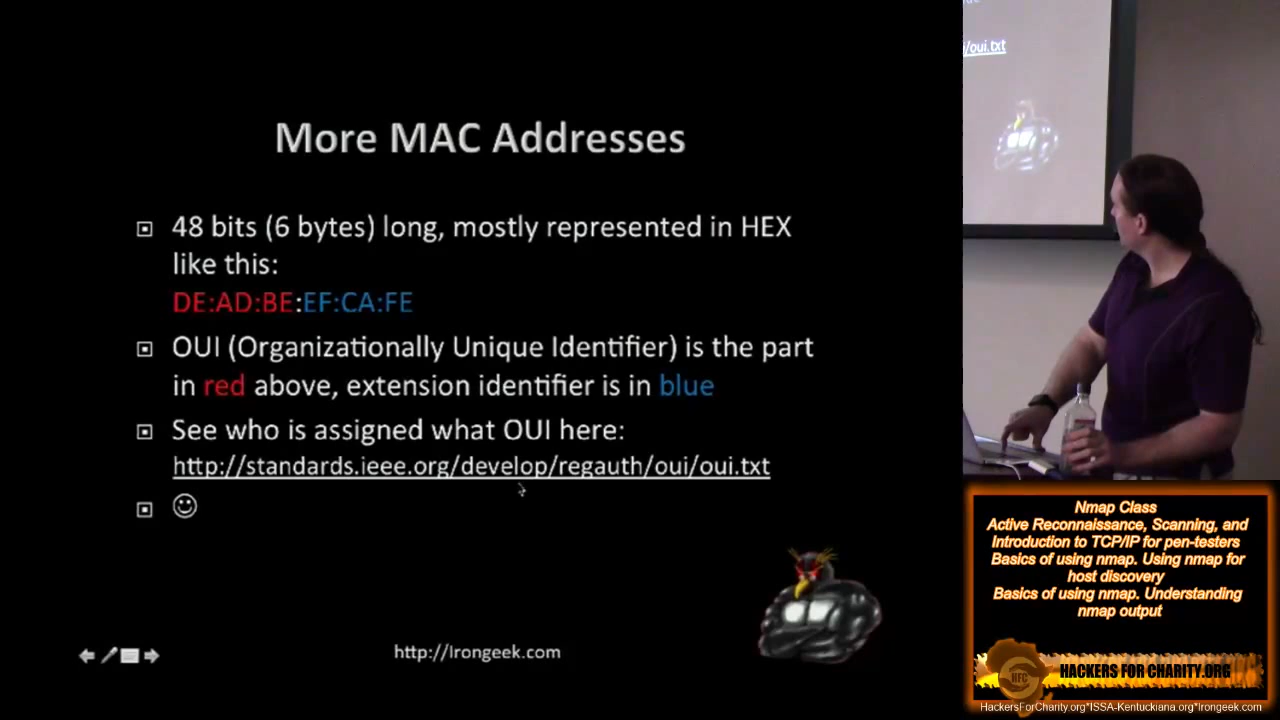 More MAC Addresses
48 bits (6 bytes) long, mostly represented in HEX
like this:
DE:AD:BE:EF:CA:FE
OUI (Organizationally Unique Identifier) is the part
in red above, extension identifier is in blue
See who is assigned what OUI here:
http://standards.ieee.org/develop/regauth/oui/oui.txt
http://Irongeek.com
/oui.txt
Nmap Class
Active Reconnaissance, Scanning, and
Introduction to TCP/IP for pen-testers
Basics of using nmap. Using nmap for
host discovery
Basics of using nmap. Understanding
nmap output
HFC
HACKERS FOR CHARITY.ORG
HackersForCharity.org*ISSA-Kentuckiana.org*Irongeek.com